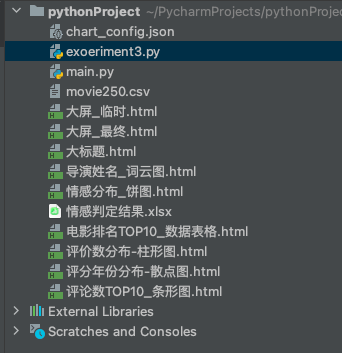 pythonProject ~/PycharmProjects/pythonProj
chart_config.json
exoeriment3.py
main.py
movie250.csv
大屏_临时.html
大屏_最终.html
大标题.html
导演姓名_词云图.html
情感分布_饼图.html
情感判定结果.xlsx
电影排名TOP10_数据表格.html
评价数分布-柱形图.html
评分年份分布-散点图.html
评论数TOP10_条形图.html
External Libraries
Scratches and Consoles